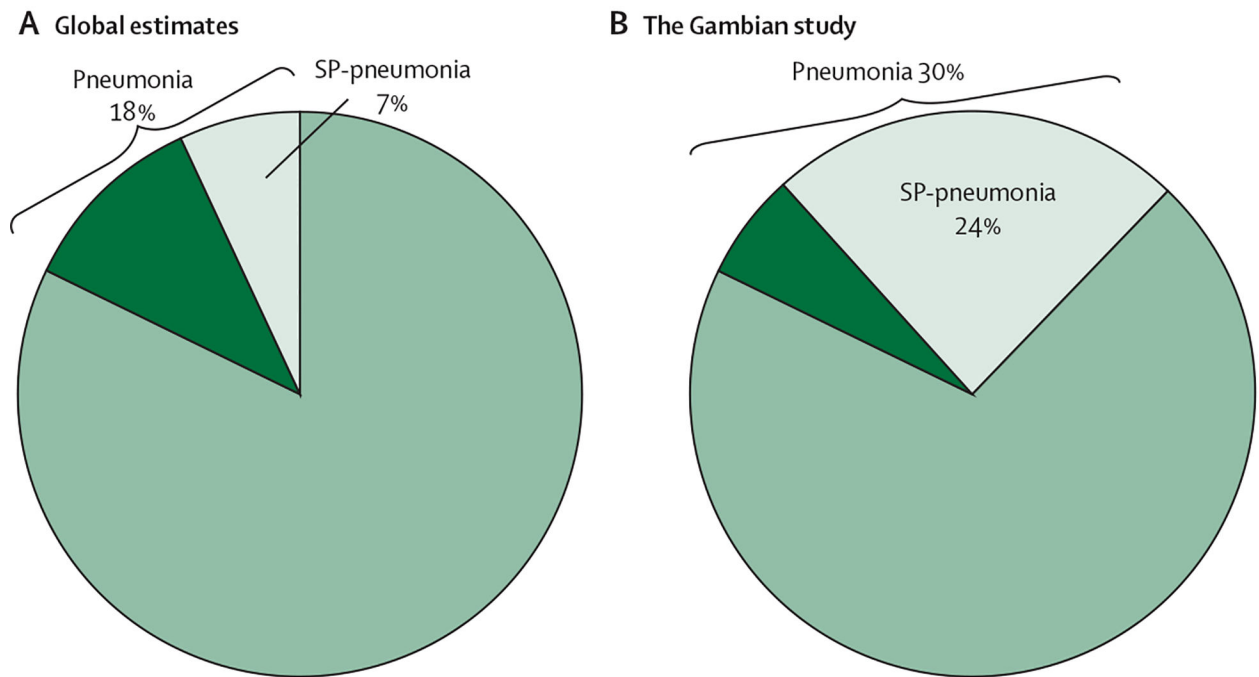 A Global estimates
Pneumonia
18%
SP-pneumonia
7%
B The Gambian study
Pneumonia 30%
SP-pneumonia
24%